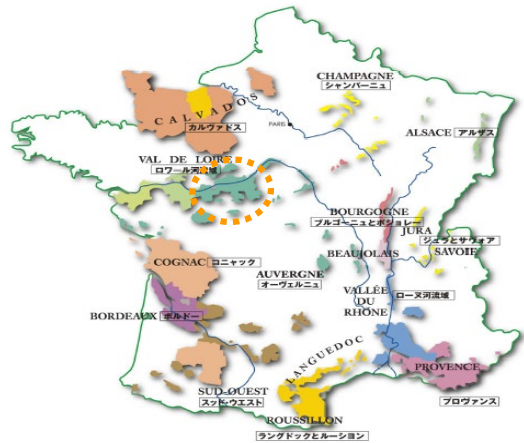 CHAMPAGNE
シャンパーニュ
CALVADOS
カルヴァドス
PARIS
ALSACE アルザス
VAL DE LOIRE
ロワール河流域
BOURGOGNE
ブルゴーニュとボジョレー
JURA
ジュラとサヴォア
SAVOIE
BEAUJOLAIS
COGNAC コニャック
AUVERGNE
オーヴェルニュ
VALLÉE
DU
RHÔNE
ローヌ河流域
BORDEAUX ボルドー
LANGUEDOC
PROVENCE
プロヴァンス
SUD-OUEST
スッド・ウエスト
ROUSSILLON
ラングドックとルーション